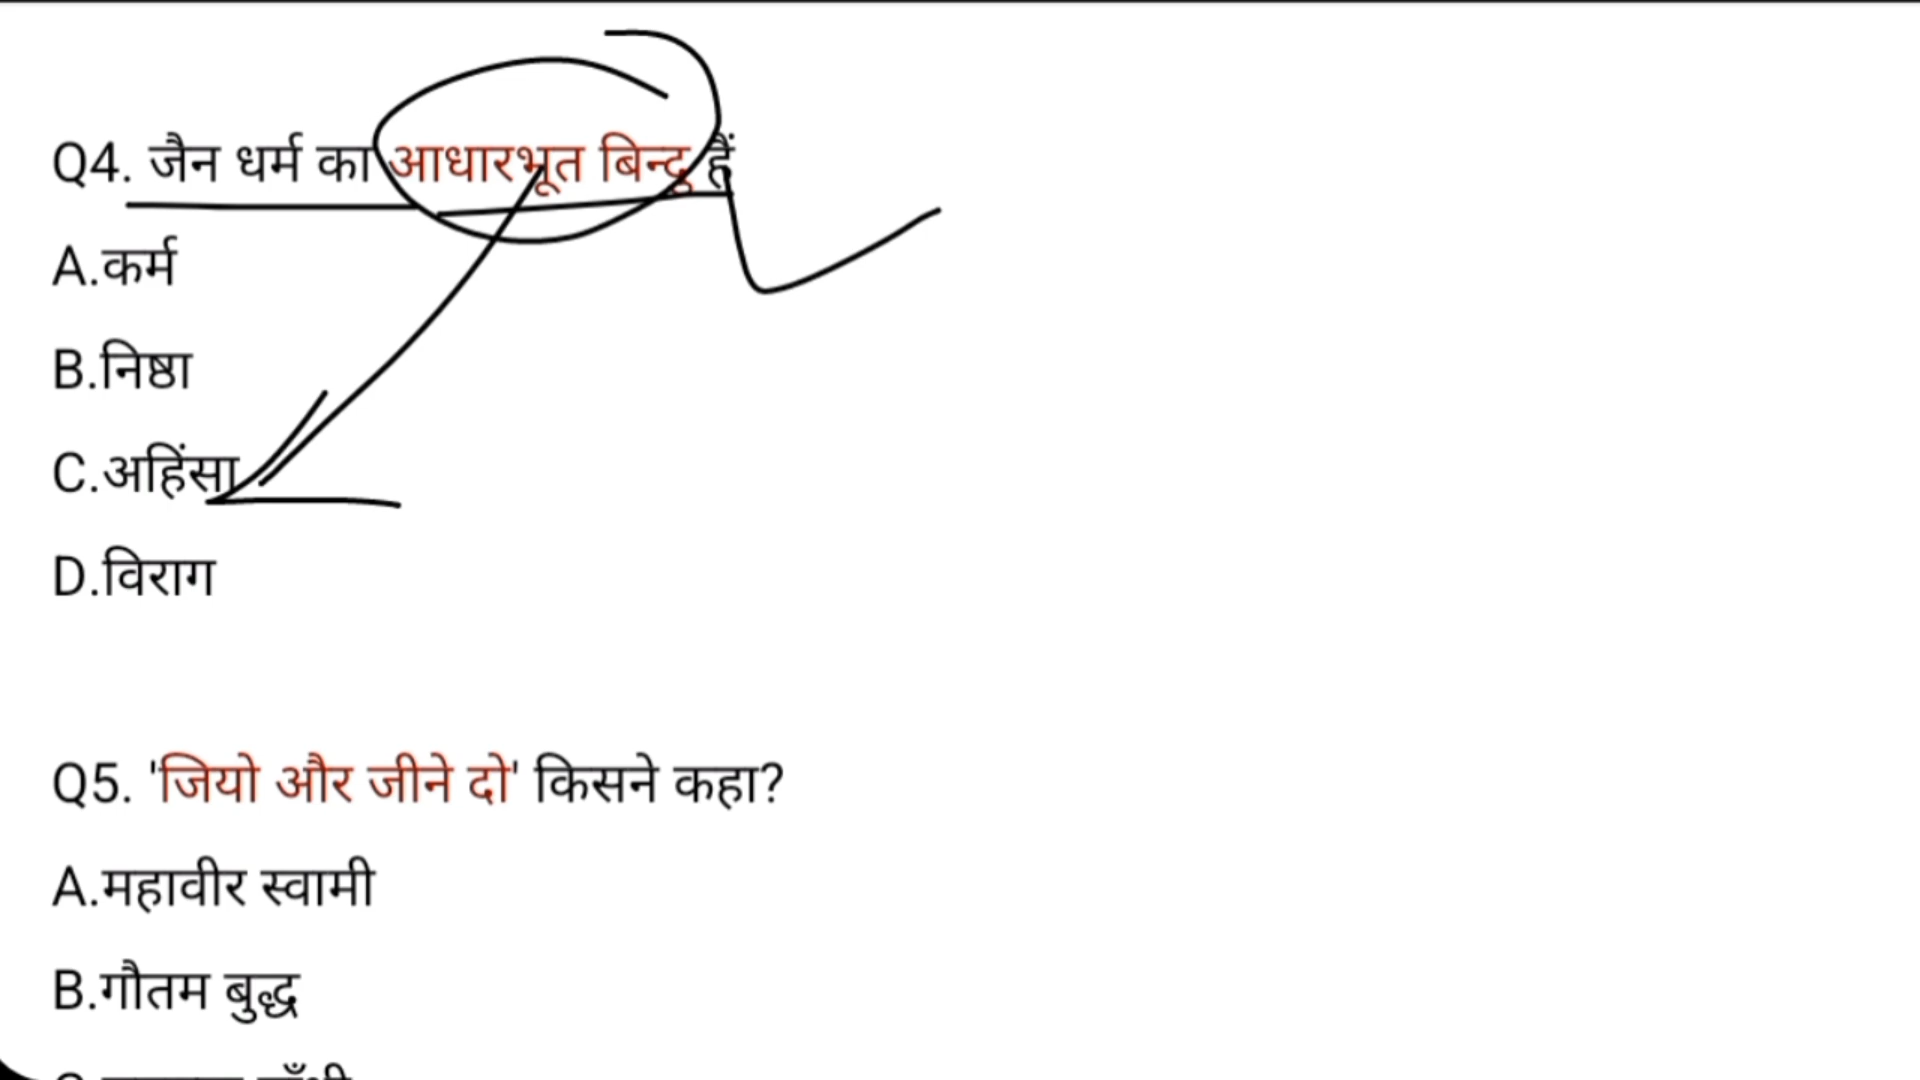 Q4. जैन धर्म का आधारभूत बिन्दु हैं
A.कर्म
B.निष्ठा
C.अहिंसा
D.विराग
Q5. 'जियो और जीने दो' किसने कहा?
A.महावीर स्वामी
B.गौतम बुद्ध